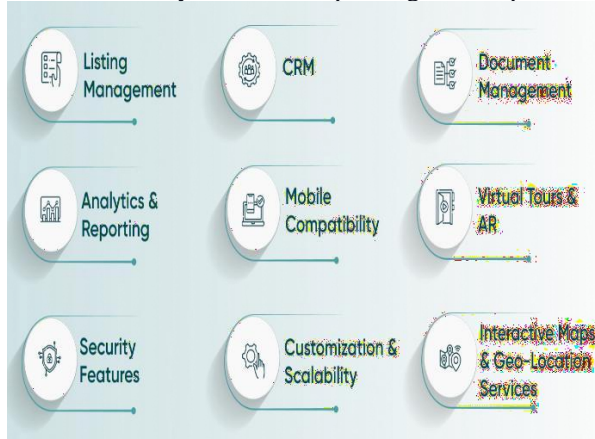 Listing
Management
CRM
Document
Management
Analytics &
Reporting
Mobile
Compatibility
Virtual Tours &
AR
Security
Features
Customization &
Scalability
Interactive Maps
& Geo-Location
Services